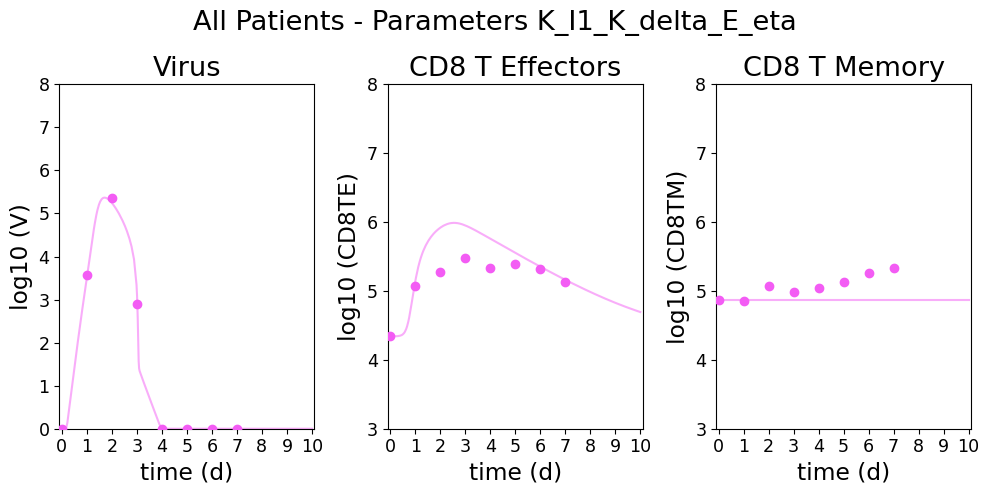 All Patients - Parameters K_I1_K_delta_E_eta
Virus
CD8 T Effectors
CD8 T Memory
log10 (V)
8
7
6
5
4
3
2
1
0
0 1 2 3 4 5 6 7 8 9 10
time (d)
log10 (CD8TE)
8
7
6
5
4
3
0 1 2 3 4 5 6 7 8 9 10
time (d)
log10 (CD8TM)
8
7
6
5
4
3
0 1 2 3 4 5 6 7 8 9 10
time (d)